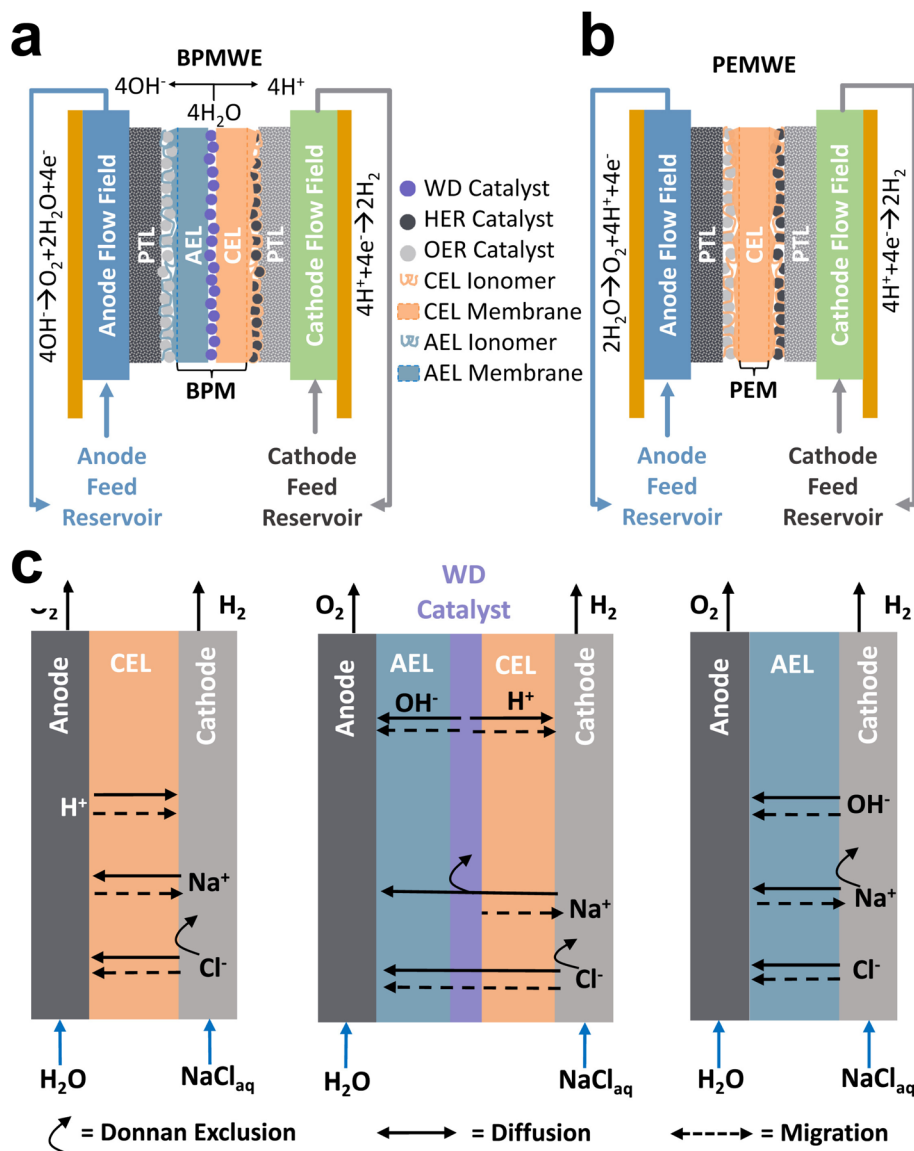 a
BPMWE
4OH⁻
4H⁺
4H₂O
4OH⁻→O₂+2H₂O+4e⁻
Anode Flow Field
PTL
AEL
CEL
PTL
Cathode Flow Field
4H⁺+4e⁻→2H₂
BPM
Anode
Feed
Reservoir
Cathode
Feed
Reservoir
WD Catalyst
HER Catalyst
OER Catalyst
CEL Ionomer
CEL Membrane
AEL Ionomer
AEL Membrane
b
PEMWE
2H₂O→O₂+4H⁺+4e⁻
Anode Flow Field
PTL
CEL
PTL
Cathode Flow Field
4H⁺+4e⁻→2H₂
PEM
Anode
Feed
Reservoir
Cathode
Feed
Reservoir
c
H₂
Anode
CEL
Cathode
H⁺
Na⁺
Cl⁻
H₂O
NaCl_aq
WD
Catalyst
O₂
H₂
Anode
AEL
CEL
Cathode
OH⁻
H⁺
Na⁺
Cl⁻
H₂O
NaCl_aq
O₂
H₂
Anode
AEL
Cathode
OH⁻
Na⁺
Cl⁻
H₂O
NaCl_aq
= Donnan Exclusion
= Diffusion
= Migration